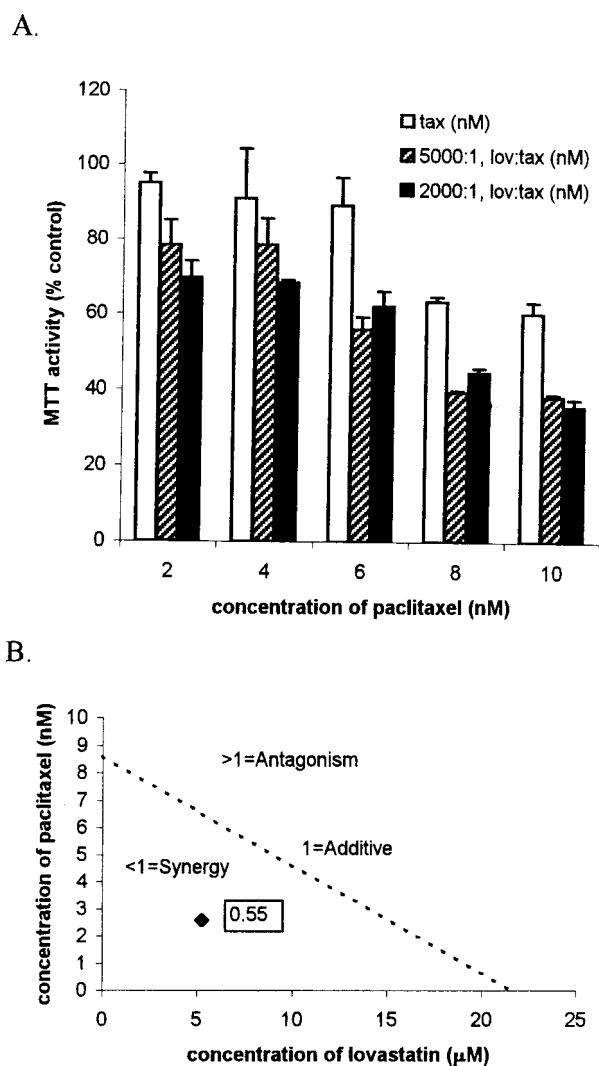 A.
MTT activity (% control)
120
100
80
60
40
20
0
tax (nM)
5000:1, lov:tax (nM)
2000:1, lov:tax (nM)
2 4 6 8 10
concentration of paclitaxel (nM)
B.
concentration of paclitaxel (nM)
10
9
8
7
6
5
4
3
2
1
0
>1=Antagonism
1=Additive
<1=Synergy
0.55
0 5 10 15 20 25
concentration of lovastatin (μM)